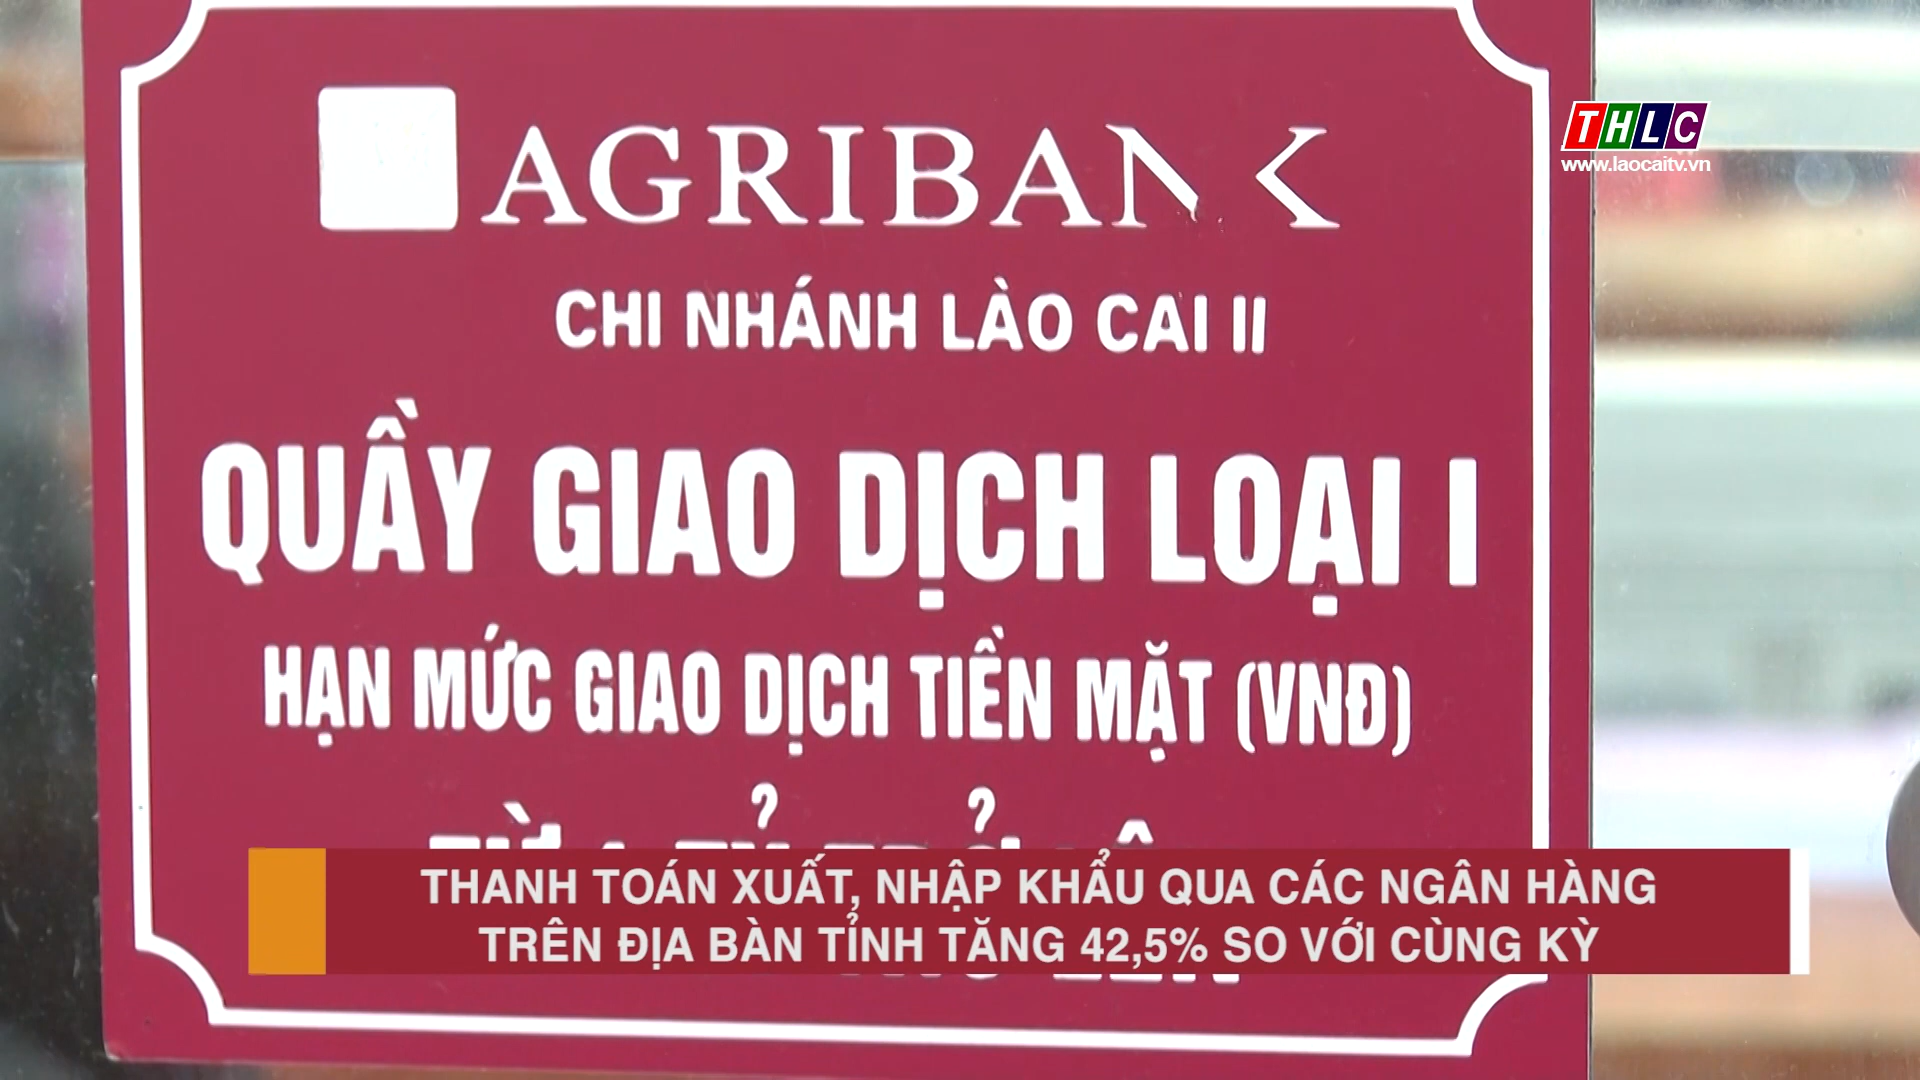 THLC
www.laocaitv.vn
AGRIBANK
CHI NHÁNH LÀO CAI II
QUẦY GIAO DỊCH LOẠI I
HẠN MỨC GIAO DỊCH TIỀN MẶT (VNĐ)
THANH TOÁN XUẤT, NHẬP KHẨU QUA CÁC NGÂN HÀNG
TRÊN ĐỊA BÀN TỈNH TĂNG 42,5% SO VỚI CÙNG KỲ